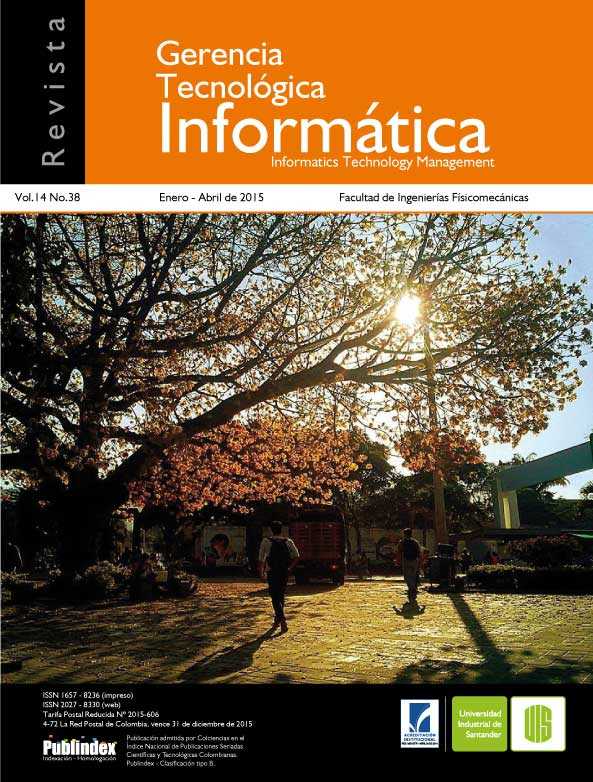 Revista
Gerencia
Tecnológica
Informática
Informatics Technology Management
Vol.14 No.38
Enero - Abril de 2015
Facultad de Ingenierías Físicomecánicas
ISSN 1657 - 8236 (impreso)
ISSN 2027 - 8330 (web)
Tarifa Postal Reducida Nº 2015-606
4-72 La Red Postal de Colombia, vence 31 de diciembre de 2015
Publindex
Indexación - Homologación
Publicación admitida por Colciencias en el
Índice Nacional de Publicaciones Seriadas
Científicas y Tecnológicas Colombianas.
Publindex - Clasificación tipo B.
ACREDITACIÓN
INSTITUCIONAL
Universidad
Industrial de
Santander
UIS